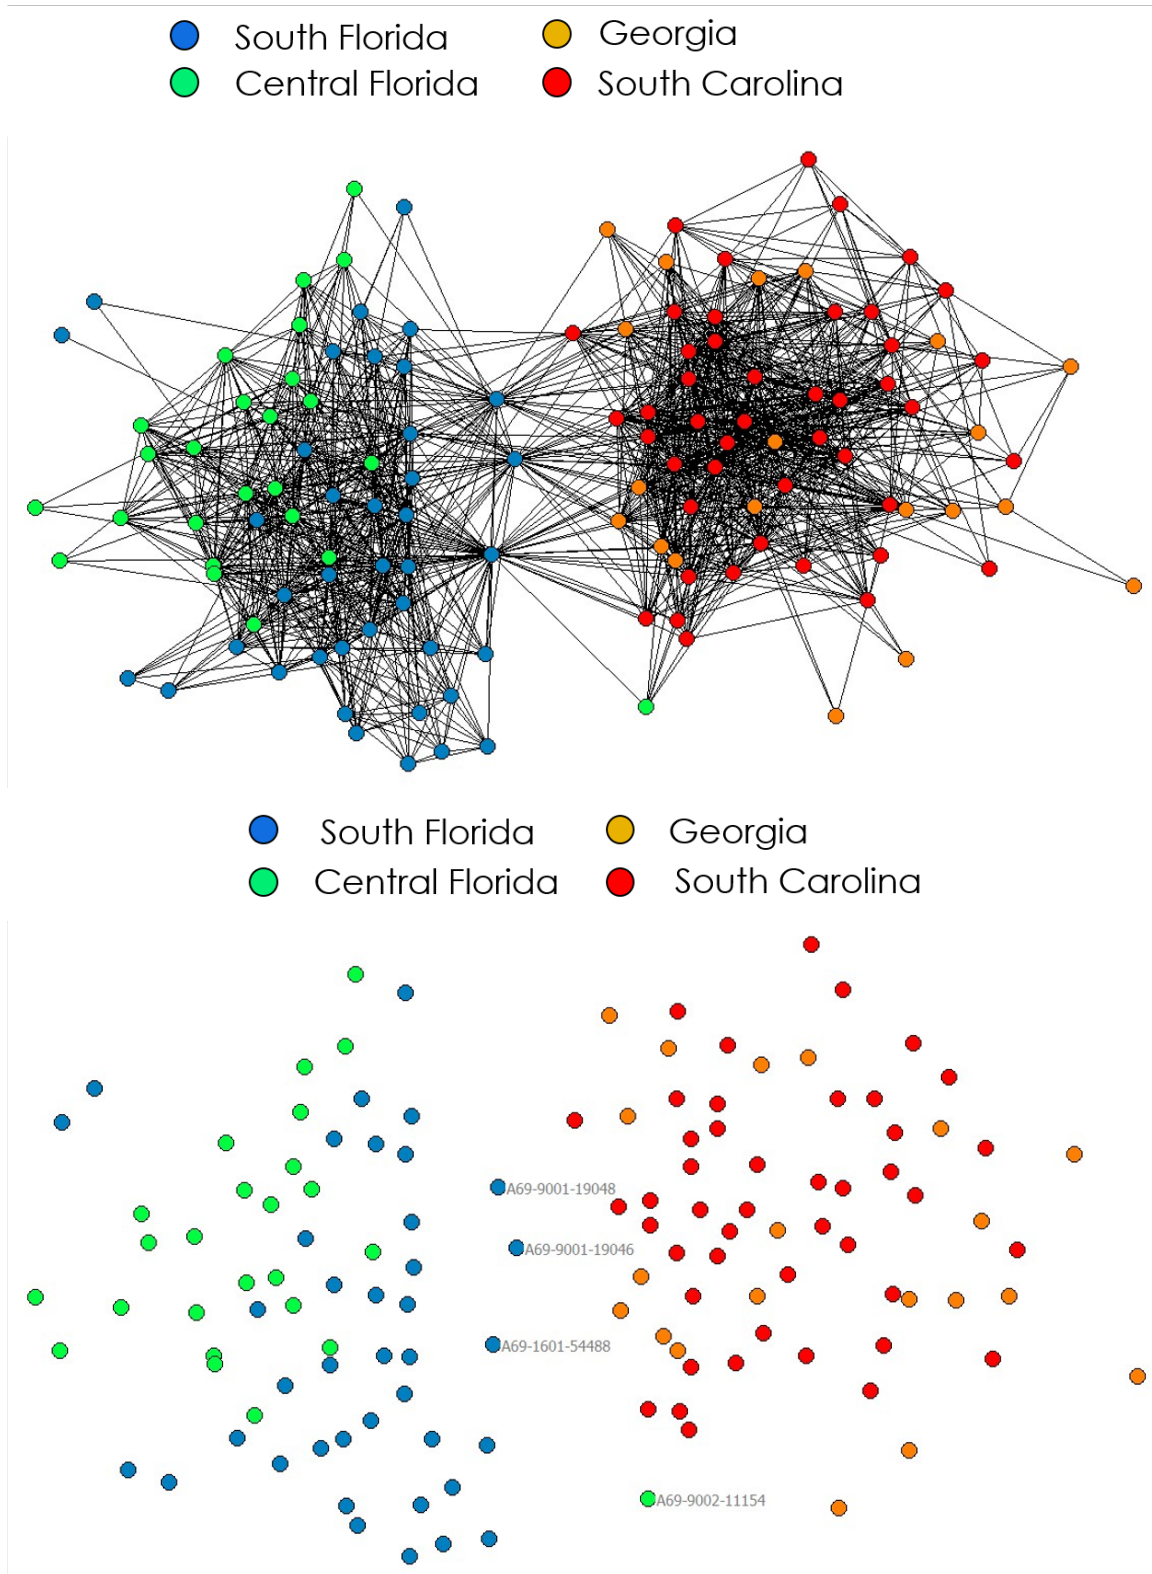 South Florida
Georgia
Central Florida
South Carolina
South Florida
Georgia
Central Florida
South Carolina
A69-9001-19048
A69-9001-19046
A69-1601-54488
A69-9002-11154